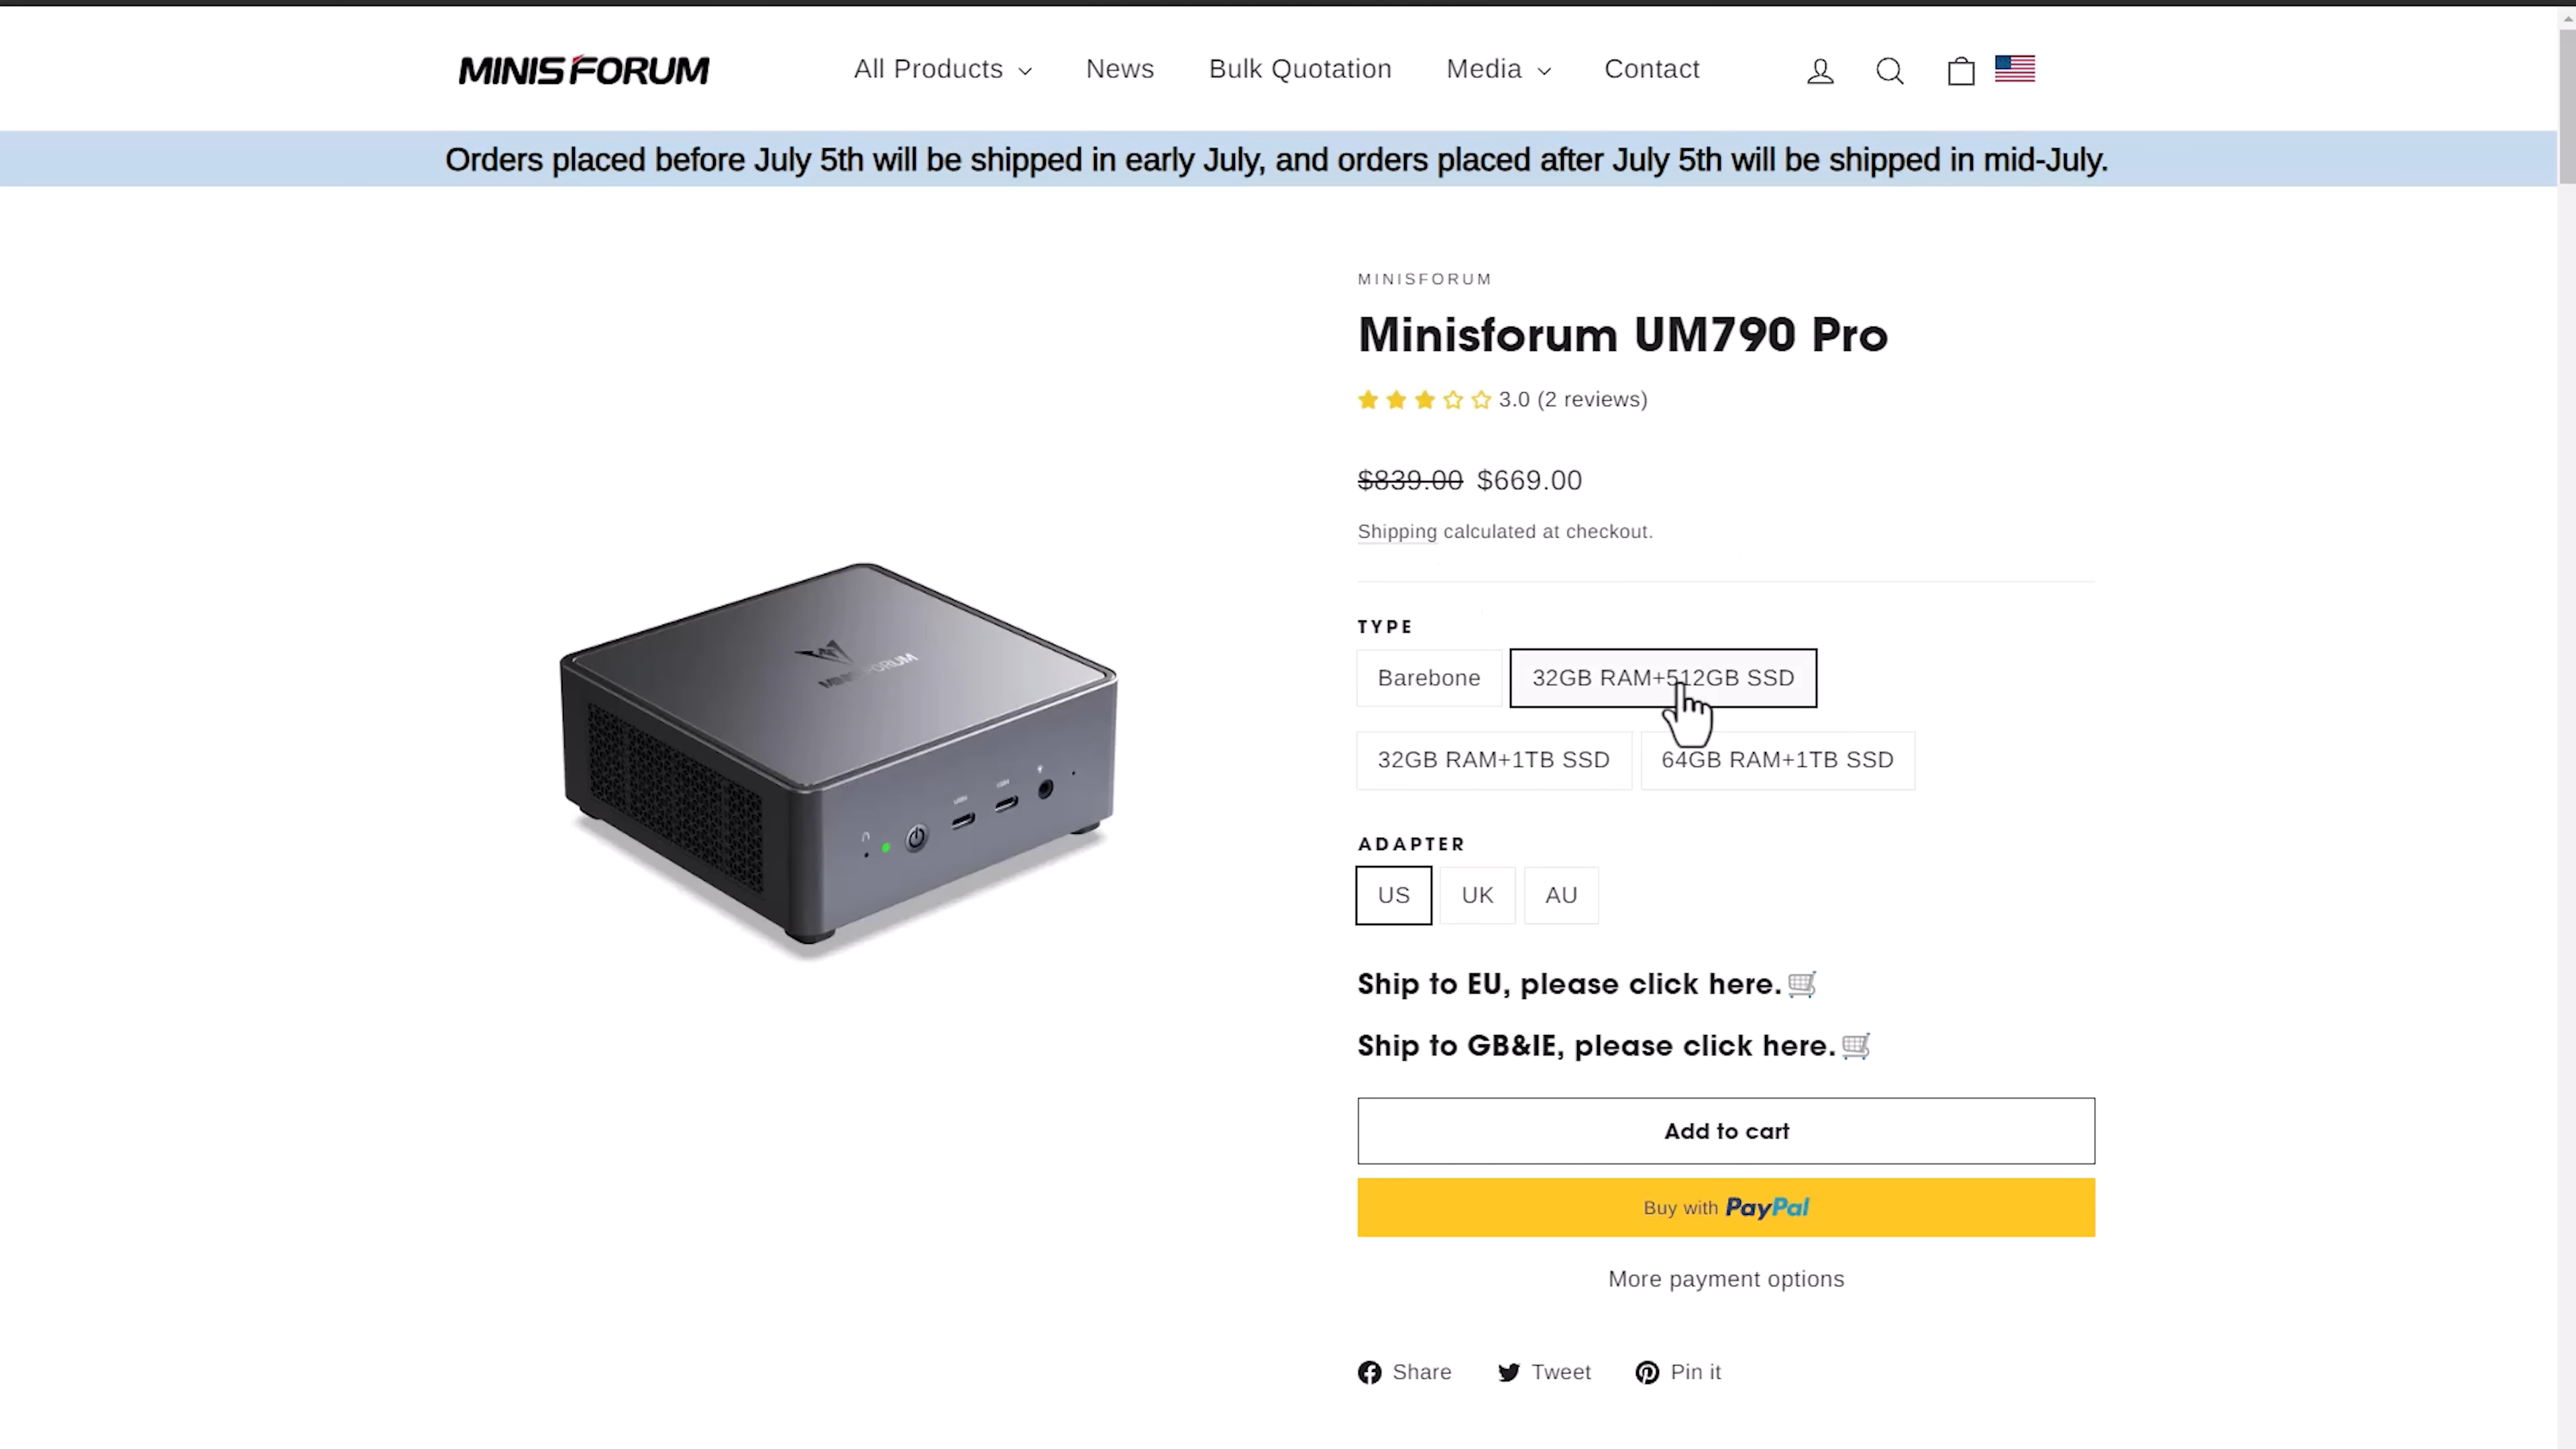 MINISFORUM
All Products
News
Bulk Quotation
Media
Contact
Orders placed before July 5th will be shipped in early July, and orders placed after July 5th will be shipped in mid-July.
MINISFORUM
Minisforum UM790 Pro
3.0 (2 reviews)
$839.00 $669.00
Shipping calculated at checkout.
TYPE
Barebone
32GB RAM+512GB SSD
32GB RAM+1TB SSD
64GB RAM+1TB SSD
ADAPTER
US
UK
AU
Ship to EU, please click here.
Ship to GB&IE, please click here.
Add to cart
Buy with PayPal
More payment options
Share
Tweet
Pin it
MINISFORUM